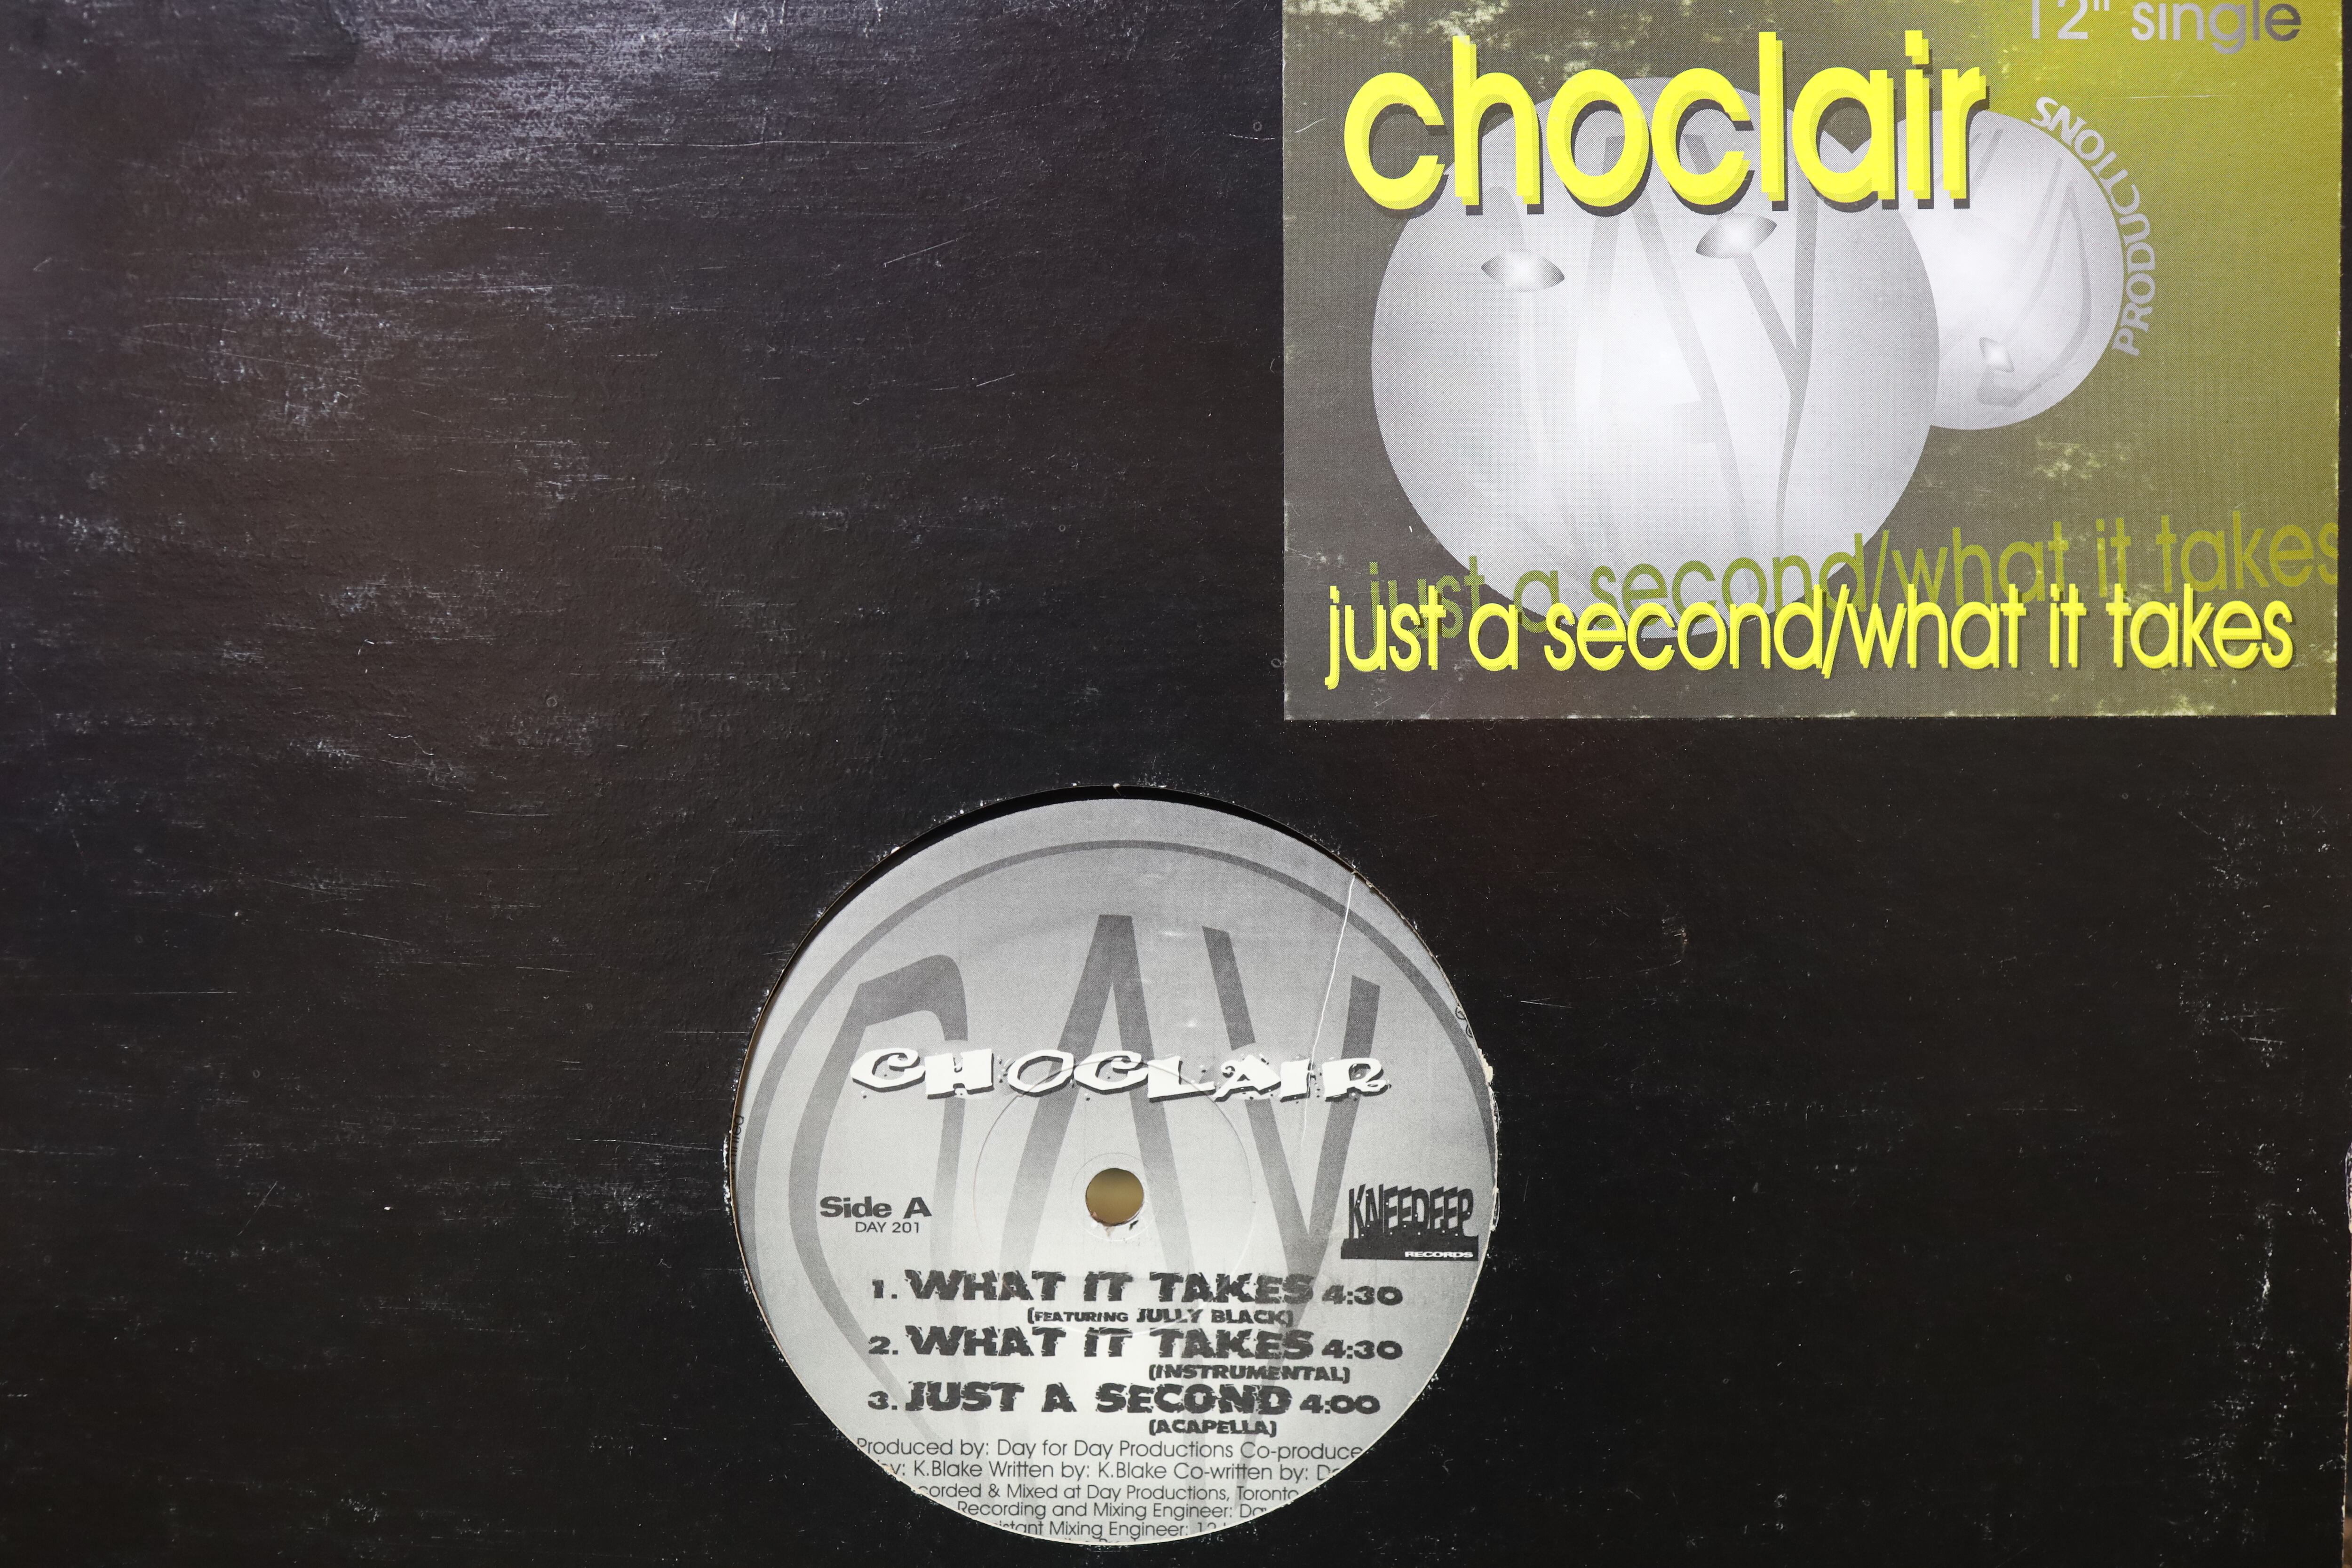 12" single
choclair
PRODUCTIONS
just a second/what it takes
just a second/what it takes
DAY
CHOCLAIR
Side A
DAY 201
KNEEDEEP
RECORDS
1. WHAT IT TAKES 4:30
(FEATURING JULLY BLACK)
2. WHAT IT TAKES 4:30
(INSTRUMENTAL)
3. JUST A SECOND 4:00
(ACAPELLA)
Produced by: Day for Day Productions Co-produce
y: K.Blake Written by: K.Blake Co-written by:
corded & Mixed at Day Productions, Toronto
Recording and Mixing Engineer:
istant Mixing Engineer: